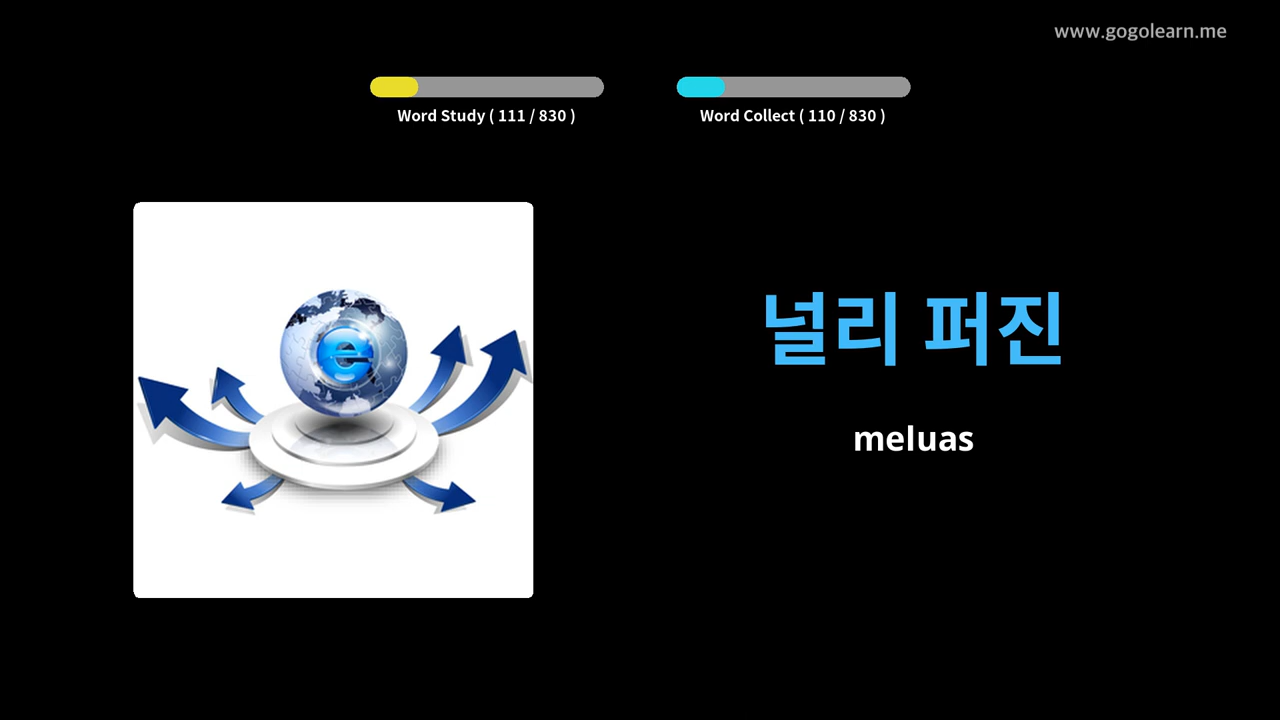 www.gogolearn.me
Word Study ( 111 / 830 )
Word Collect ( 110 / 830 )
e
널리 퍼진
meluas